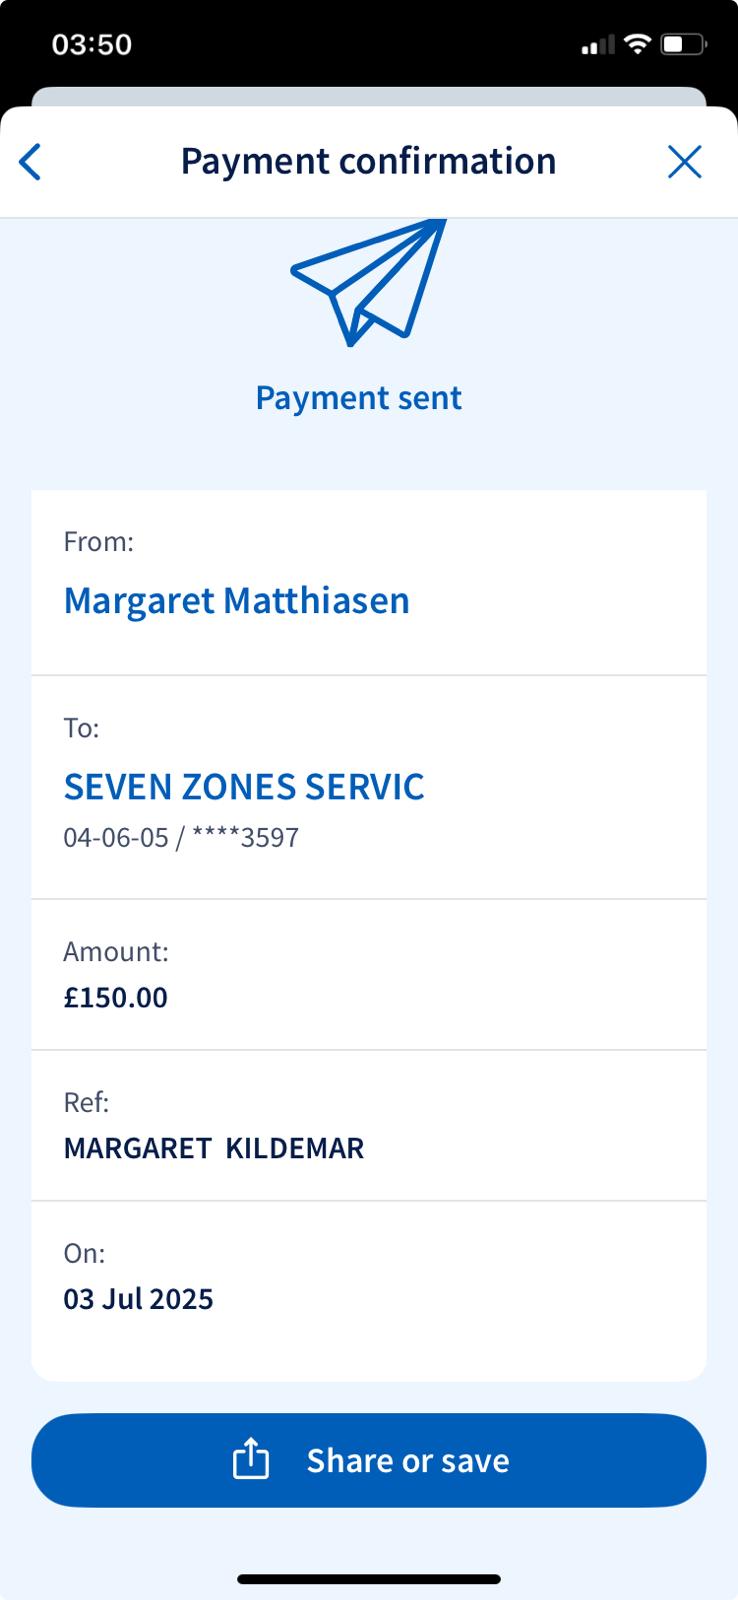 03:50
Payment confirmation
Payment sent
From:
Margaret Matthiasen
To:
SEVEN ZONES SERVIC
04-06-05 / ****3597
Amount:
£150.00
Ref:
MARGARET  KILDEMAR
On:
03 Jul 2025
Share or save